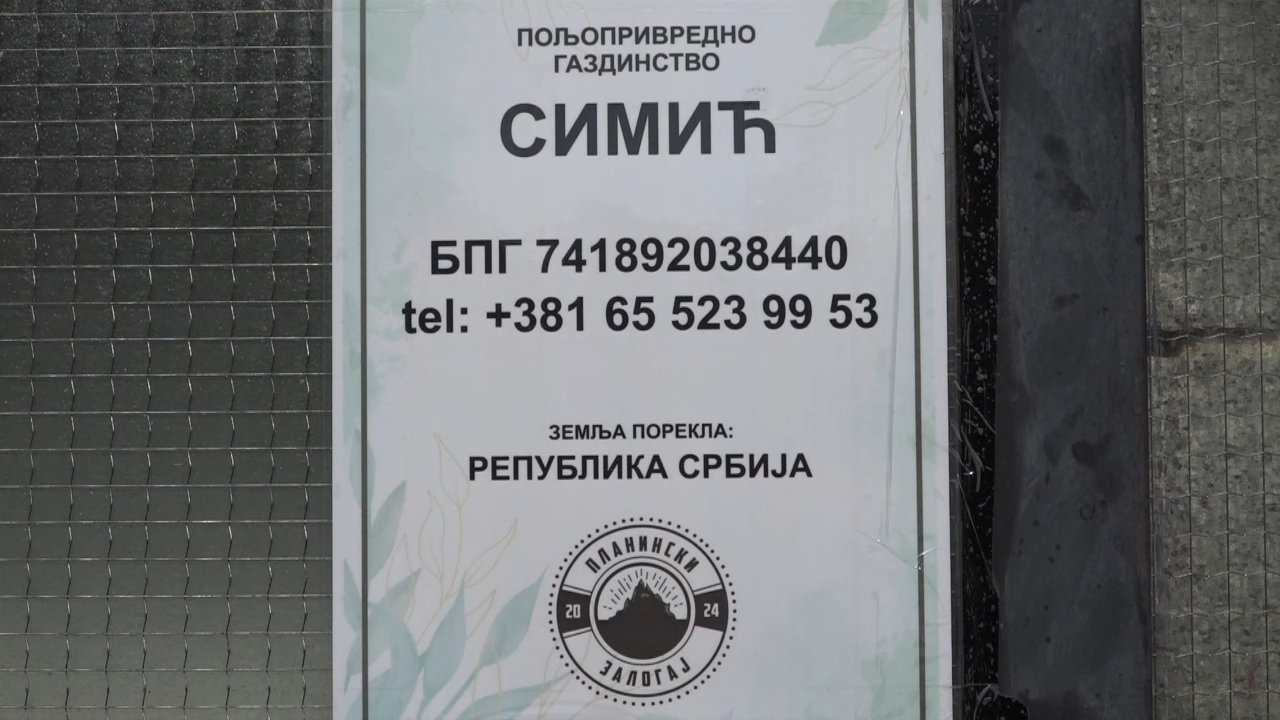 ПОЉОПРИВРЕДНО
ГАЗДИНСТВО
СИМИЋ
БПГ 741892038440
tel: +381 65 523 99 53
ЗЕМЉА ПОРЕКЛА:
РЕПУБЛИКА СРБИЈА
ПЛАНИНСКИ
20 24
ЗАЛОГАЈ